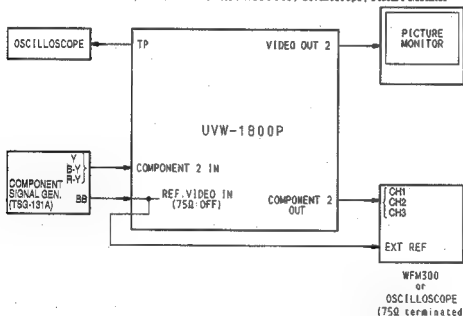 OSCILLOSCOPE
TP
VIDEO OUT 2
PICTURE
MONITOR
UVW-1800P
Y
B-Y
R-Y
COMPONENT 2 IN
COMPONENT
SIGNAL GEN.
(TSG-131A)
BB
REF. VIDEO IN
(75Ω: OFF)
COMPONENT 2
OUT
CH1
CH2
CH3
EXT REF
WFM300
or
OSCILLOSCOPE
(75Ω terminated